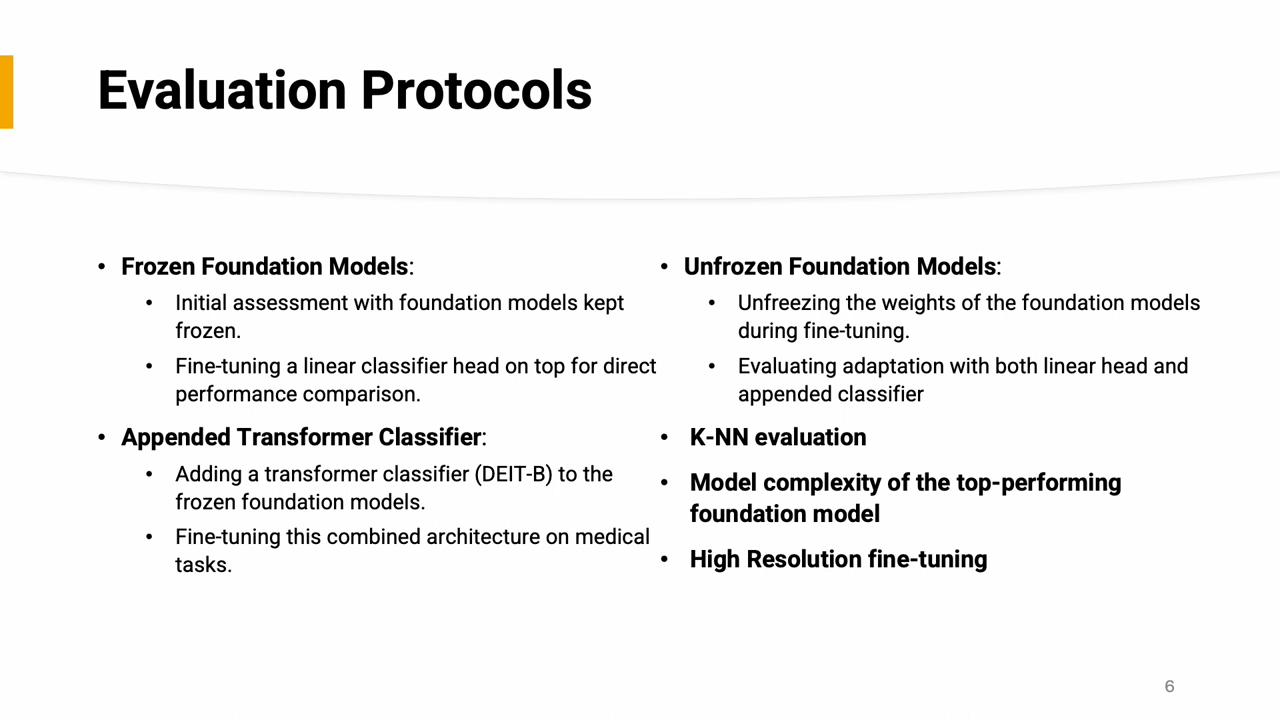 Evaluation Protocols
• Frozen Foundation Models:
• Initial assessment with foundation models kept
frozen.
• Fine-tuning a linear classifier head on top for direct
performance comparison.
• Appended Transformer Classifier:
• Adding a transformer classifier (DEIT-B) to the
frozen foundation models.
• Fine-tuning this combined architecture on medical
tasks.
• Unfrozen Foundation Models:
• Unfreezing the weights of the foundation models
during fine-tuning.
• Evaluating adaptation with both linear head and
appended classifier
• K-NN evaluation
• Model complexity of the top-performing
foundation model
• High Resolution fine-tuning
6